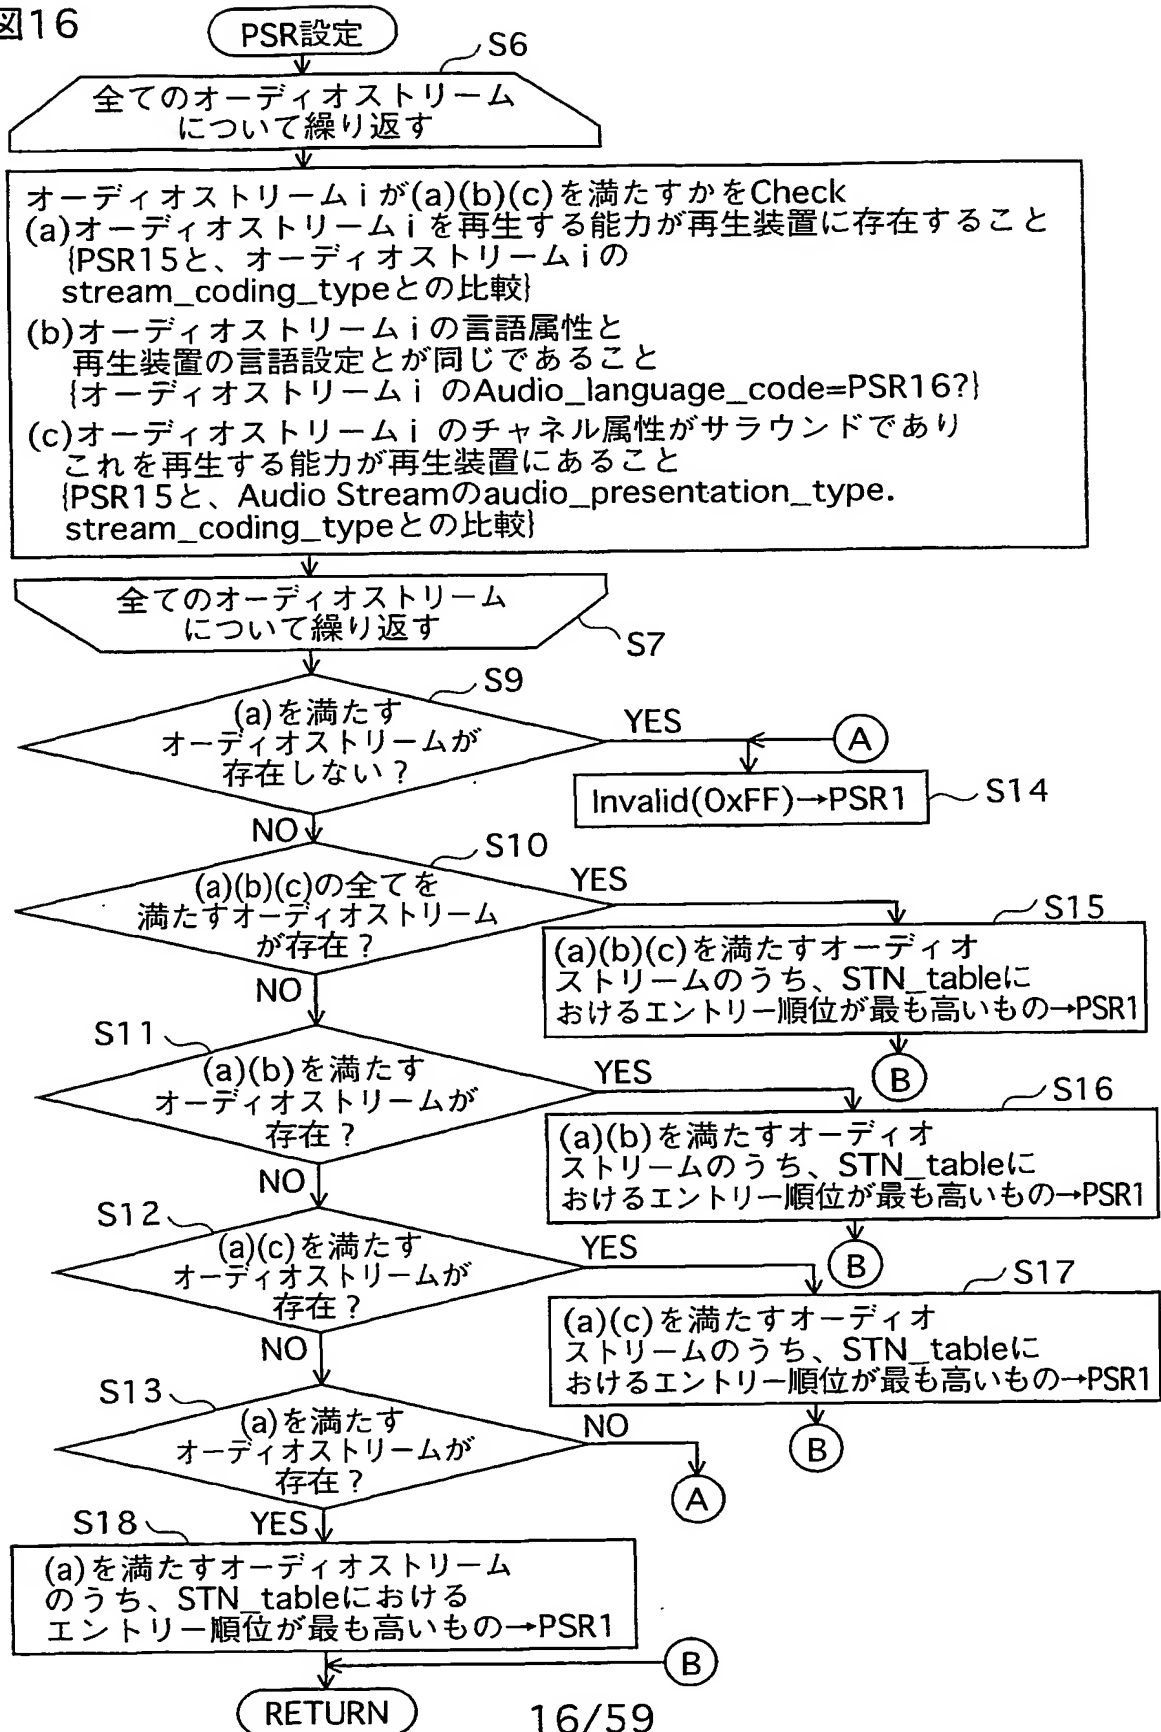 図16
PSR設定
S6
全てのオーディオストリーム
について繰り返す
オーディオストリームiが(a)(b)(c)を満たすかをCheck
(a)オーディオストリームiを再生する能力が再生装置に存在すること
{PSR15と、オーディオストリームiの
stream_coding_typeとの比較}
(b)オーディオストリームiの言語属性と
再生装置の言語設定とが同じであること
{オーディオストリームiのAudio_language_code=PSR16?}
(c)オーディオストリームiのチャネル属性がサラウンドであり
これを再生する能力が再生装置にあること
{PSR15と、Audio Streamのaudio_presentation_type.
stream_coding_typeとの比較}
全てのオーディオストリーム
について繰り返す
S7
S9
(a)を満たす
オーディオストリームが
存在しない?
YES
A
Invalid(0xFF)→PSR1
S14
NO
S10
(a)(b)(c)の全てを
満たすオーディオストリーム
が存在?
YES
S15
(a)(b)(c)を満たすオーディオ
ストリームのうち、STN_tableに
おけるエントリー順位が最も高いもの→PSR1
B
NO
S11
(a)(b)を満たす
オーディオストリームが
存在?
YES
S16
(a)(b)を満たすオーディオ
ストリームのうち、STN_tableに
おけるエントリー順位が最も高いもの→PSR1
B
NO
S12
(a)(c)を満たす
オーディオストリームが
存在?
YES
S17
(a)(c)を満たすオーディオ
ストリームのうち、STN_tableに
おけるエントリー順位が最も高いもの→PSR1
B
NO
S13
(a)を満たす
オーディオストリームが
存在?
NO
A
YES
S18
(a)を満たすオーディオストリーム
のうち、STN_tableにおける
エントリー順位が最も高いもの→PSR1
B
RETURN
16/59